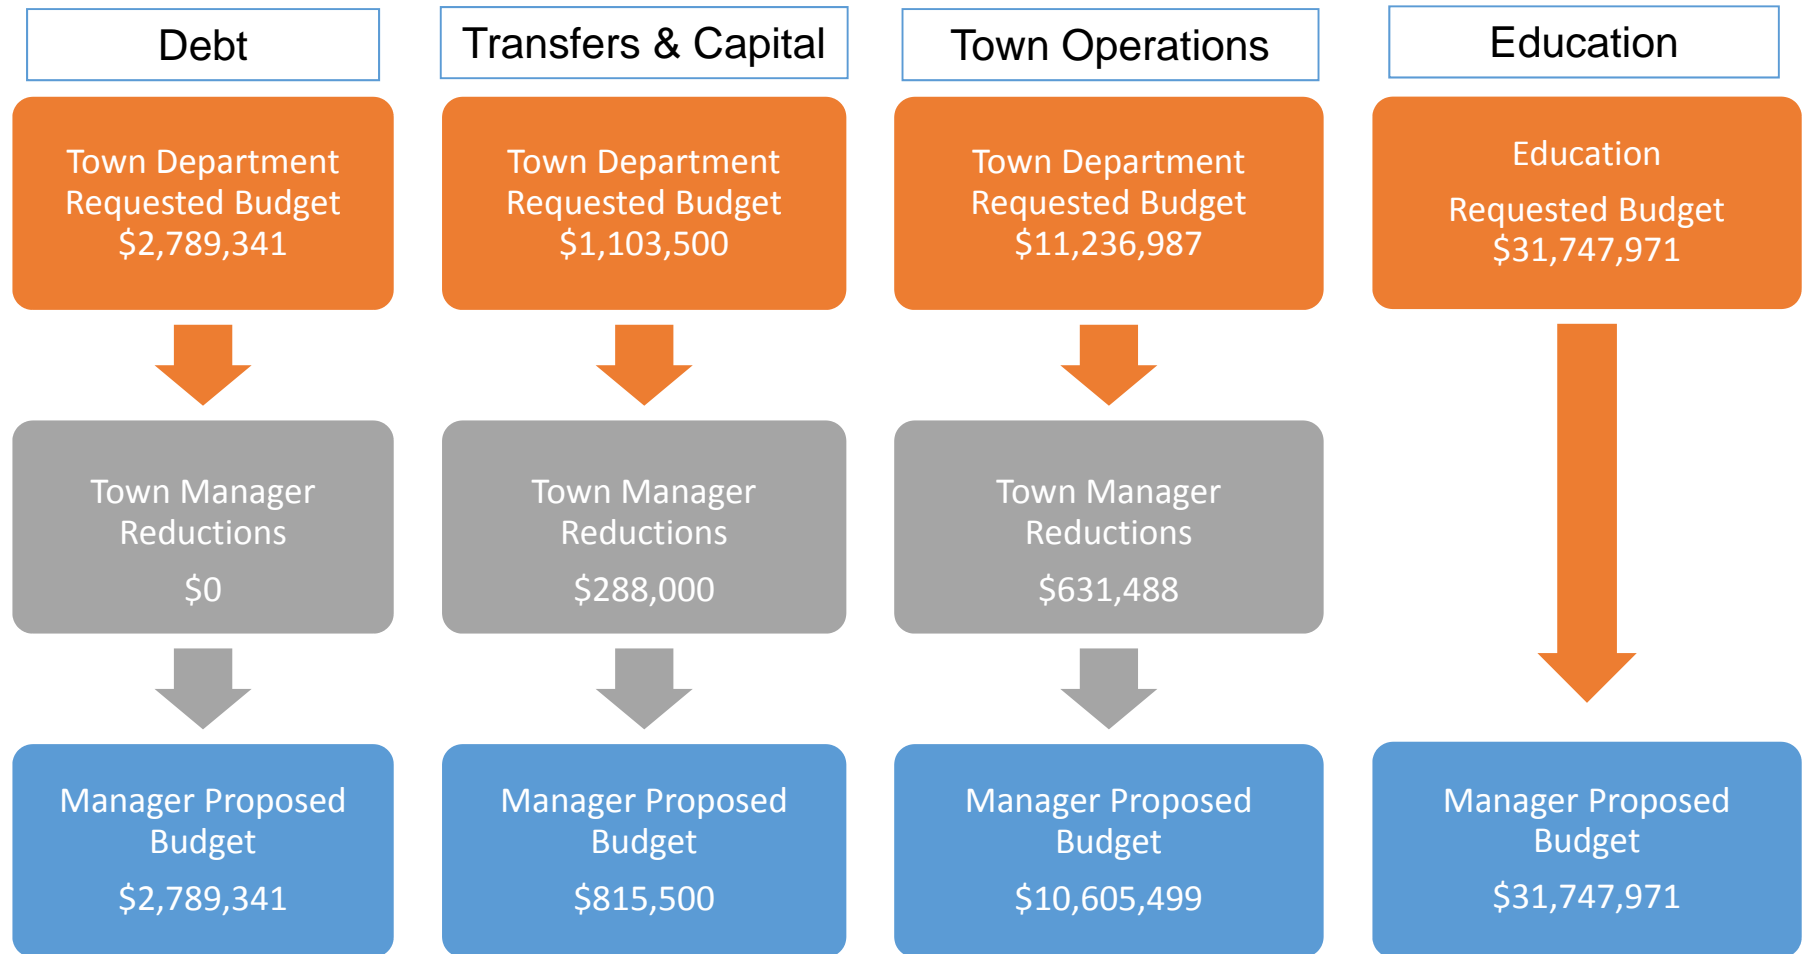 Debt
Transfers & Capital
Town Operations
Education
Town Department
Requested Budget
$2,789,341
Town Department
Requested Budget
$1,103,500
Town Department
Requested Budget
$11,236,987
Education
Requested Budget
$31,747,971
Town Manager
Reductions
$0
Town Manager
Reductions
$288,000
Town Manager
Reductions
$631,488
Manager Proposed
Budget
$2,789,341
Manager Proposed
Budget
$815,500
Manager Proposed
Budget
$10,605,499
Manager Proposed
Budget
$31,747,971